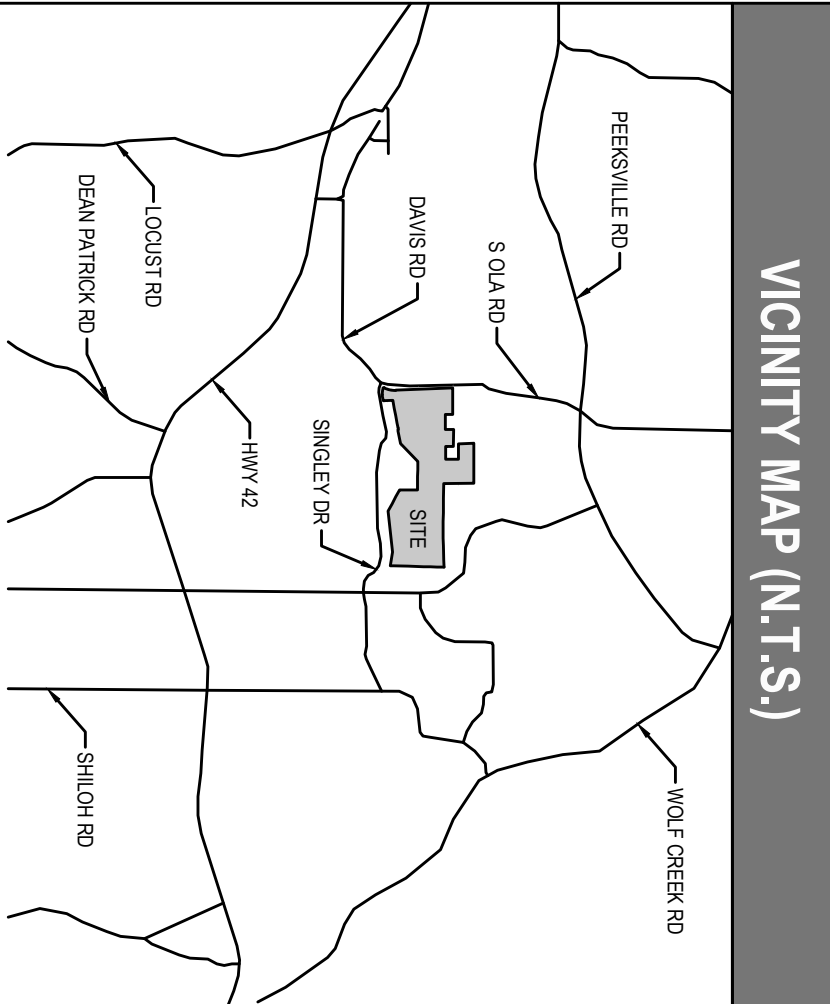 VICINITY MAP (N.T.S.)
PEEKSVILLE RD
WOLF CREEK RD
S OLA RD
DAVIS RD
SITE
SINGLEY DR
HWY 42
LOCUST RD
DEAN PATRICK RD
SHILOH RD